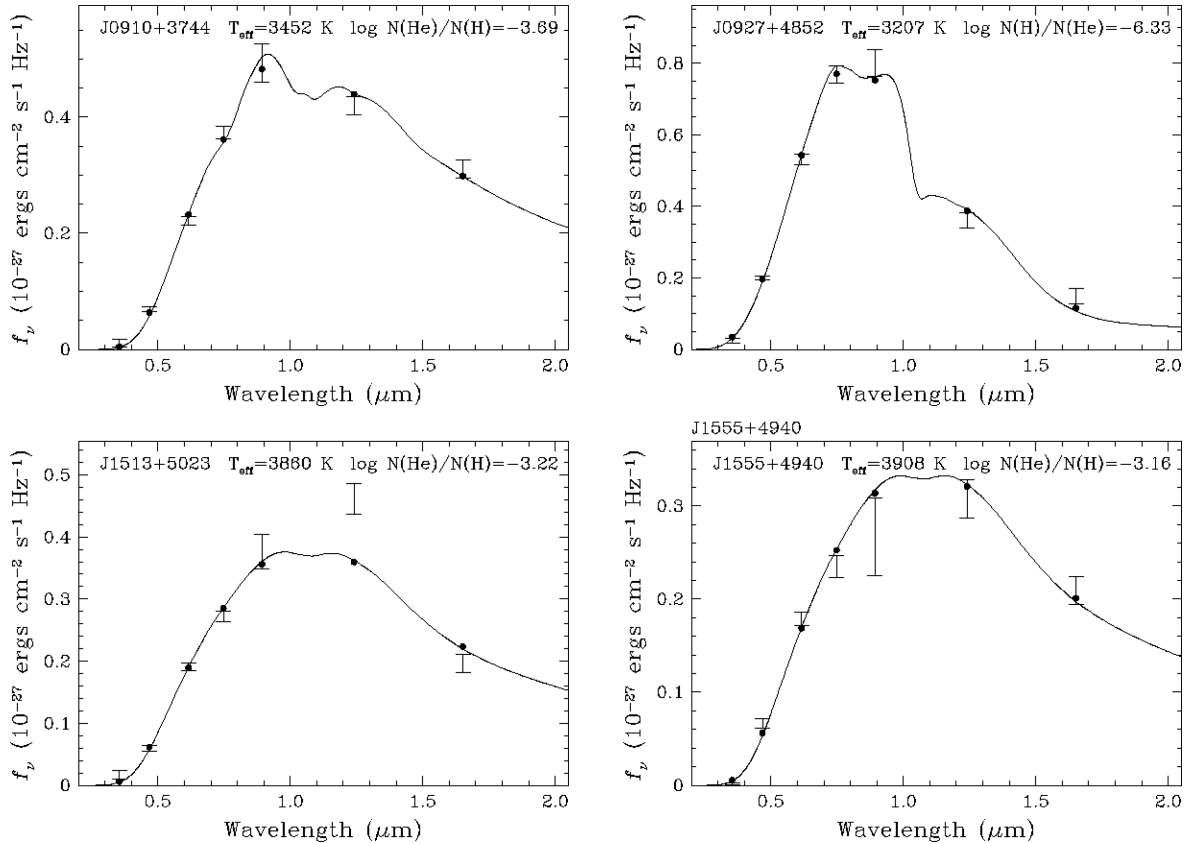 J0910+3744 T_eff=3452 K log N(He)/N(H)=−3.69
f_ν (10^−27 ergs cm^−2 s^−1 Hz^−1)
0.4
0.2
0
0.5 1.0 1.5 2.0
Wavelength (μm)
J0927+4852 T_eff=3207 K log N(H)/N(He)=−6.33
f_ν (10^−27 ergs cm^−2 s^−1 Hz^−1)
0.8
0.6
0.4
0.2
0
0.5 1.0 1.5 2.0
Wavelength (μm)
J1513+5023 T_eff=3860 K log N(He)/N(H)=−3.22
f_ν (10^−27 ergs cm^−2 s^−1 Hz^−1)
0.5
0.4
0.3
0.2
0.1
0
0.5 1.0 1.5 2.0
Wavelength (μm)
J1555+4940
J1555+4940 T_eff=3908 K log N(He)/N(H)=−3.16
f_ν (10^−27 ergs cm^−2 s^−1 Hz^−1)
0.3
0.2
0.1
0
0.5 1.0 1.5 2.0
Wavelength (μm)